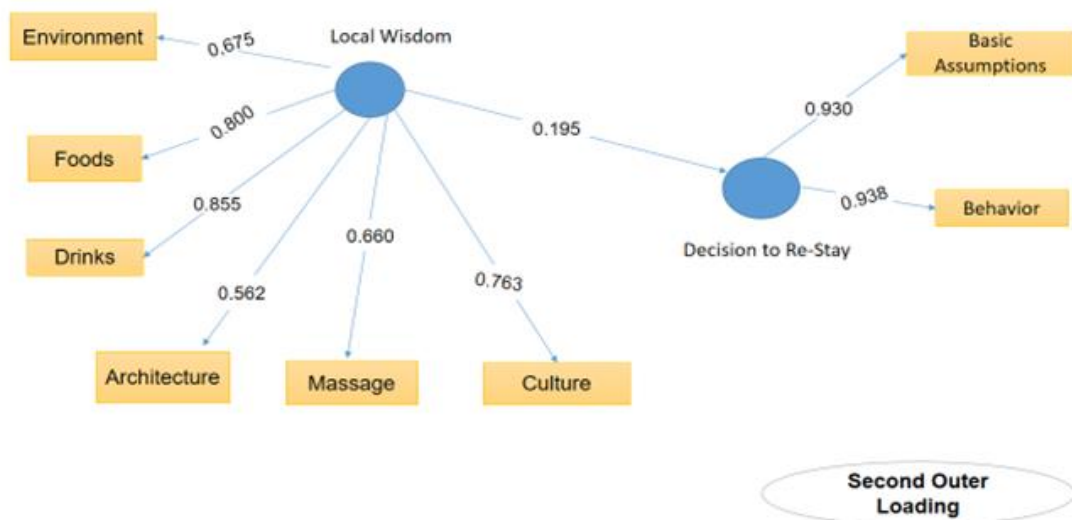 Environment
0.675
Local Wisdom
Basic
Assumptions
0.930
0.800
0.195
Foods
0.855
0.938
Behavior
Drinks
0.660
Decision to Re-Stay
0.562
0.763
Architecture
Massage
Culture
Second Outer
Loading